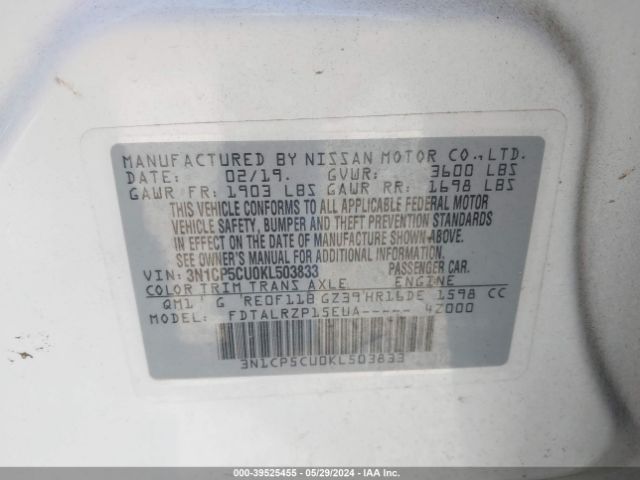 MANUFACTURED BY NISSAN MOTOR CO.,LTD.
DATE: 02/19. GVWR: 3600 LBS
GAWR FR: 1903 LBS GAWR RR: 1698 LBS
THIS VEHICLE CONFORMS TO ALL APPLICABLE FEDERAL MOTOR
VEHICLE SAFETY, BUMPER AND THEFT PREVENTION STANDARDS
IN EFFECT ON THE DATE OF MANUFACTURE SHOWN ABOVE.
SEE OWNER'S MANUAL FOR ADDITIONAL INFORMATION
VIN: 3N1CP5CU0KL503833 PASSENGER CAR.
COLOR TRIM TRANS AXLE ENGINE
QM1 G RE0F11B GZ39 HR16DE 1598 CC
MODEL: FDTALRZP15EUA----- 4Z000
3N1CP5CU0KL503833
000-39525455 - 05/29/2024 - IAAI.COM